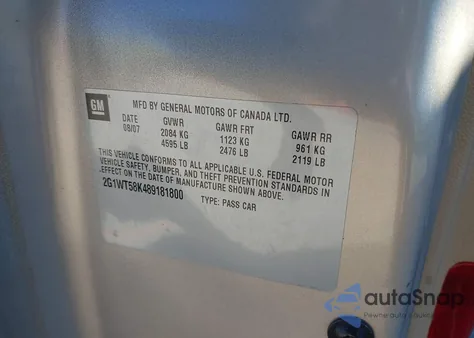 GM
MFD BY GENERAL MOTORS OF CANADA LTD.
DATE GVWR GAWR FRT GAWR RR
08/07 2084 KG 1123 KG 961 KG
4595 LB 2476 LB 2119 LB
THIS VEHICLE CONFORMS TO ALL APPLICABLE U.S. FEDERAL MOTOR
VEHICLE SAFETY, BUMPER, AND THEFT PREVENTION STANDARDS IN
EFFECT ON THE DATE OF MANUFACTURE SHOWN ABOVE.
2G1WT58K489181800 TYPE: PASS CAR
autoSnap